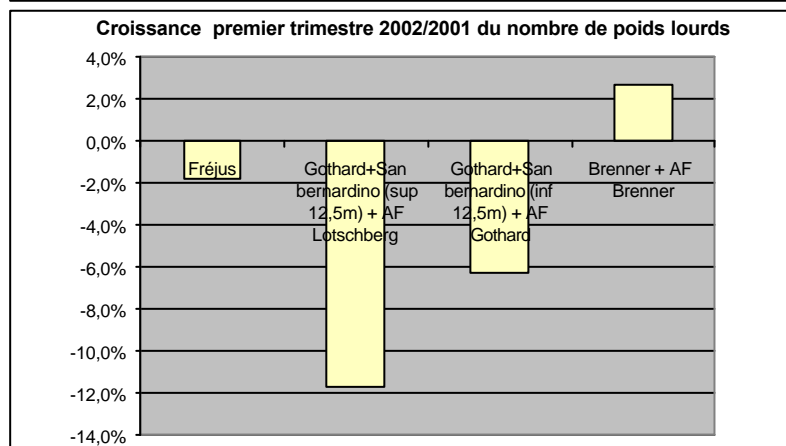 Croissance premier trimestre 2002/2001 du nombre de poids lourds
4,0%
2,0%
0,0%
-2,0%
-4,0%
-6,0%
-8,0%
-10,0%
-12,0%
-14,0%
Fréjus
Gothard+San
bernardino (sup
12,5m) + AF
Lotschberg
Gothard+San
bernardino (inf
12,5m) + AF
Gothard
Brenner + AF
Brenner